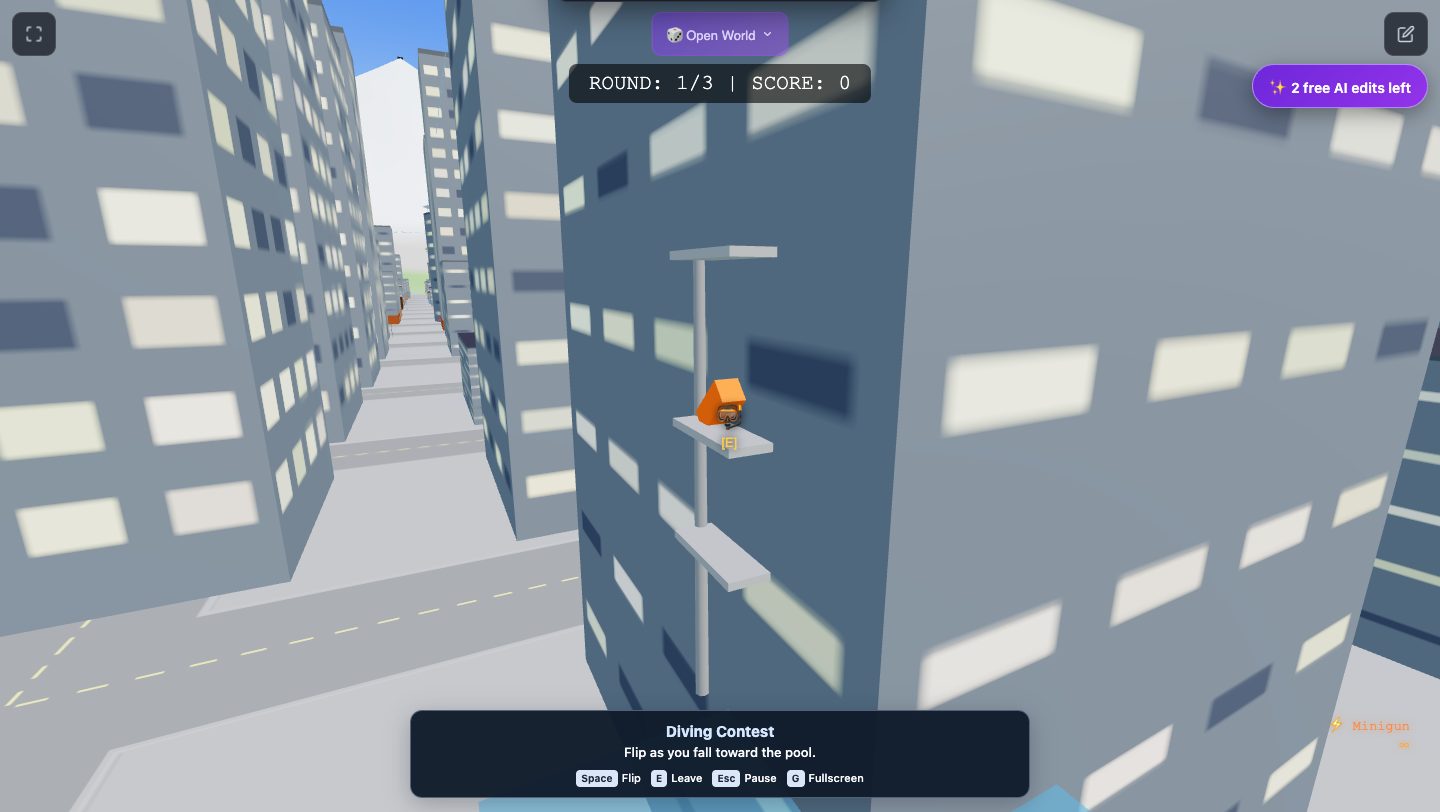 Open World
ROUND: 1/3 | SCORE: 0
2 free AI edits left
[E]
Diving Contest
Flip as you fall toward the pool.
Space Flip E Leave Esc Pause G Fullscreen
Minigun
∞